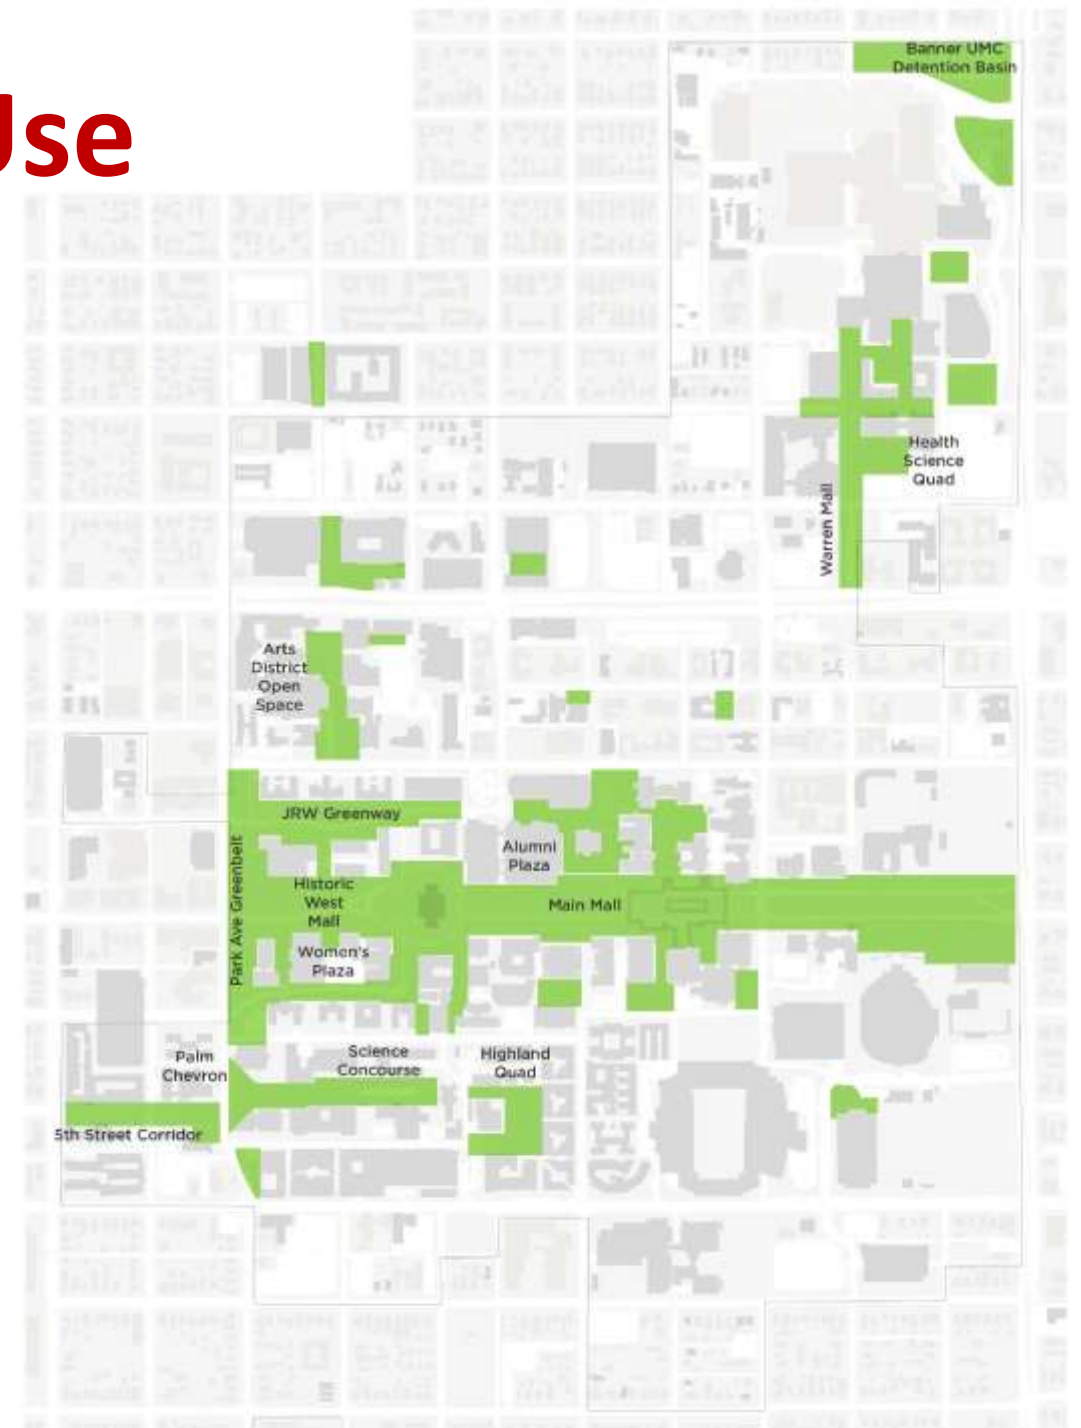 Use
Banner UMC
Detention Basin
Health
Science
Quad
Warren Mall
Arts
District
Open
Space
JRW Greenway
Alumni
Plaza
Park Ave Greenbelt
Historic
West
Mall
Main Mall
Women's
Plaza
Palm
Chevron
Science
Concourse
Highland
Quad
5th Street Corridor